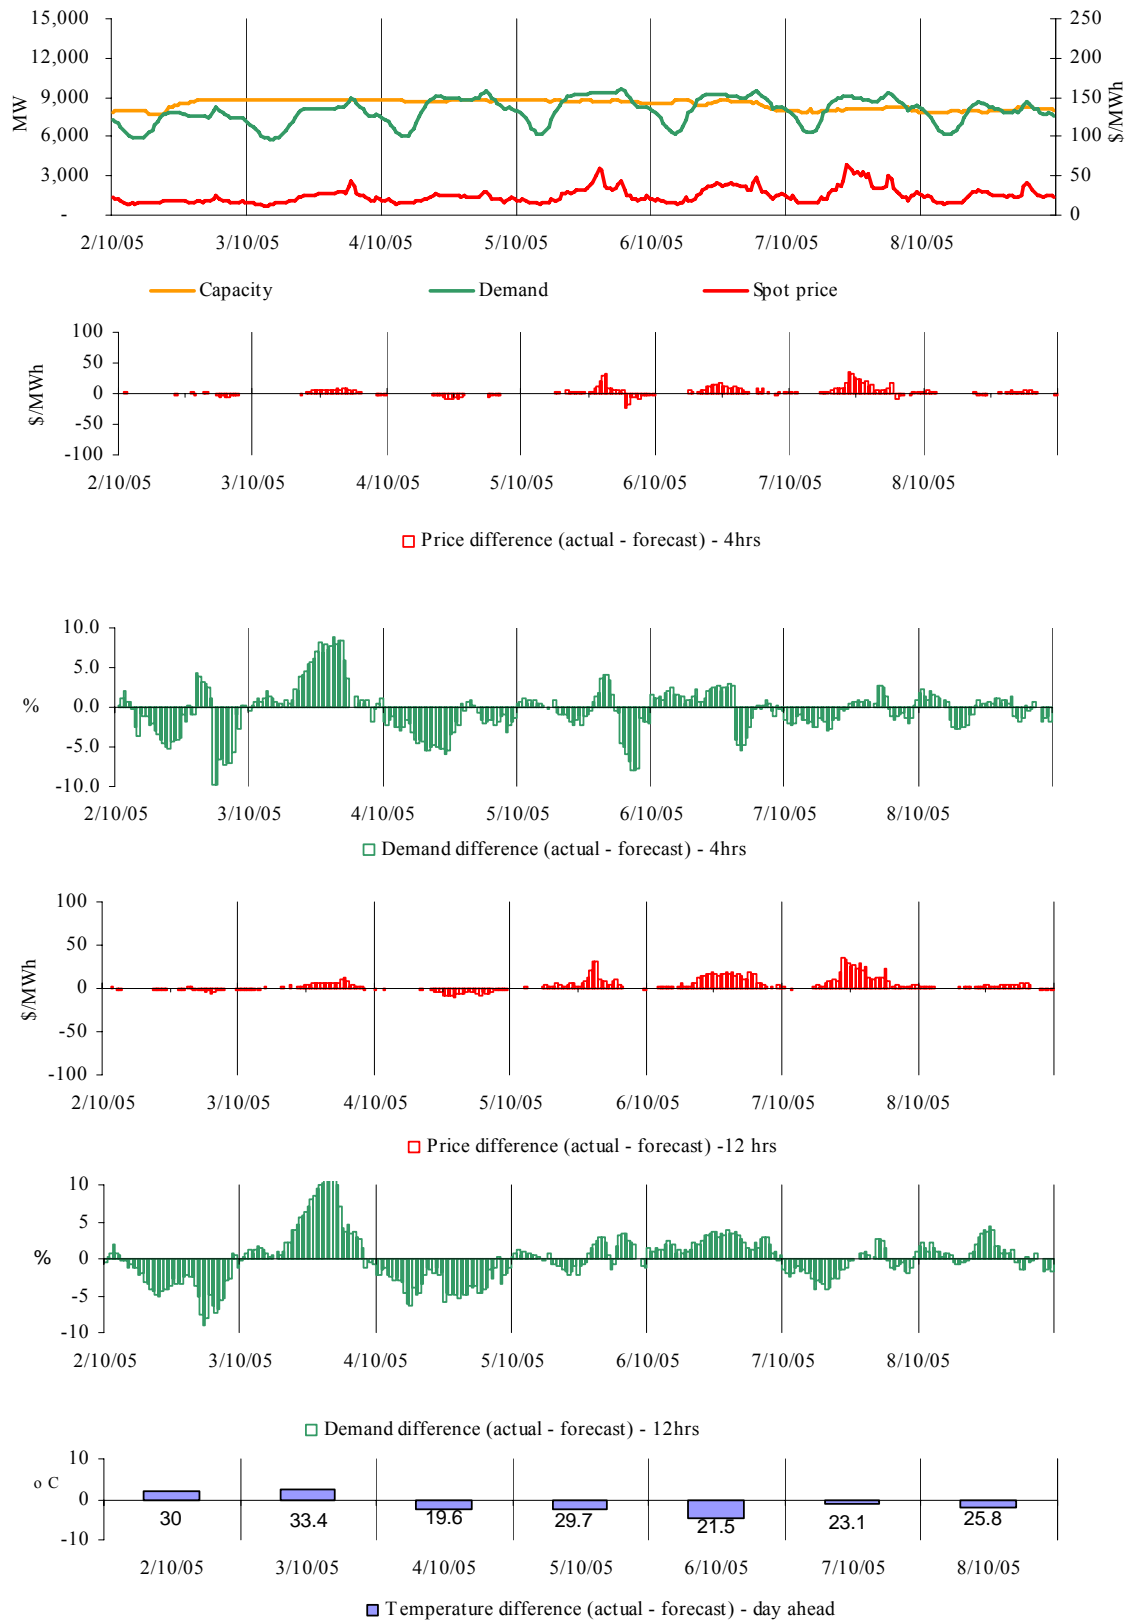 15,000 250
12,000 200
9,000 150
6,000 100
3,000 50
- 0
MW
$/MWh
2/10/05 3/10/05 4/10/05 5/10/05 6/10/05 7/10/05 8/10/05
Capacity Demand Spot price
100
50
0
-50
-100
$/MWh
2/10/05 3/10/05 4/10/05 5/10/05 6/10/05 7/10/05 8/10/05
Price difference (actual - forecast) - 4hrs
10.0
5.0
0.0
-5.0
-10.0
%
2/10/05 3/10/05 4/10/05 5/10/05 6/10/05 7/10/05 8/10/05
Demand difference (actual - forecast) - 4hrs
100
50
0
-50
-100
$/MWh
2/10/05 3/10/05 4/10/05 5/10/05 6/10/05 7/10/05 8/10/05
Price difference (actual - forecast) -12 hrs
10
5
0
-5
-10
%
2/10/05 3/10/05 4/10/05 5/10/05 6/10/05 7/10/05 8/10/05
Demand difference (actual - forecast) - 12hrs
10
0
-10
o C
30 33.4 19.6 29.7 21.5 23.1 25.8
2/10/05 3/10/05 4/10/05 5/10/05 6/10/05 7/10/05 8/10/05
Temperature difference (actual - forecast) - day ahead